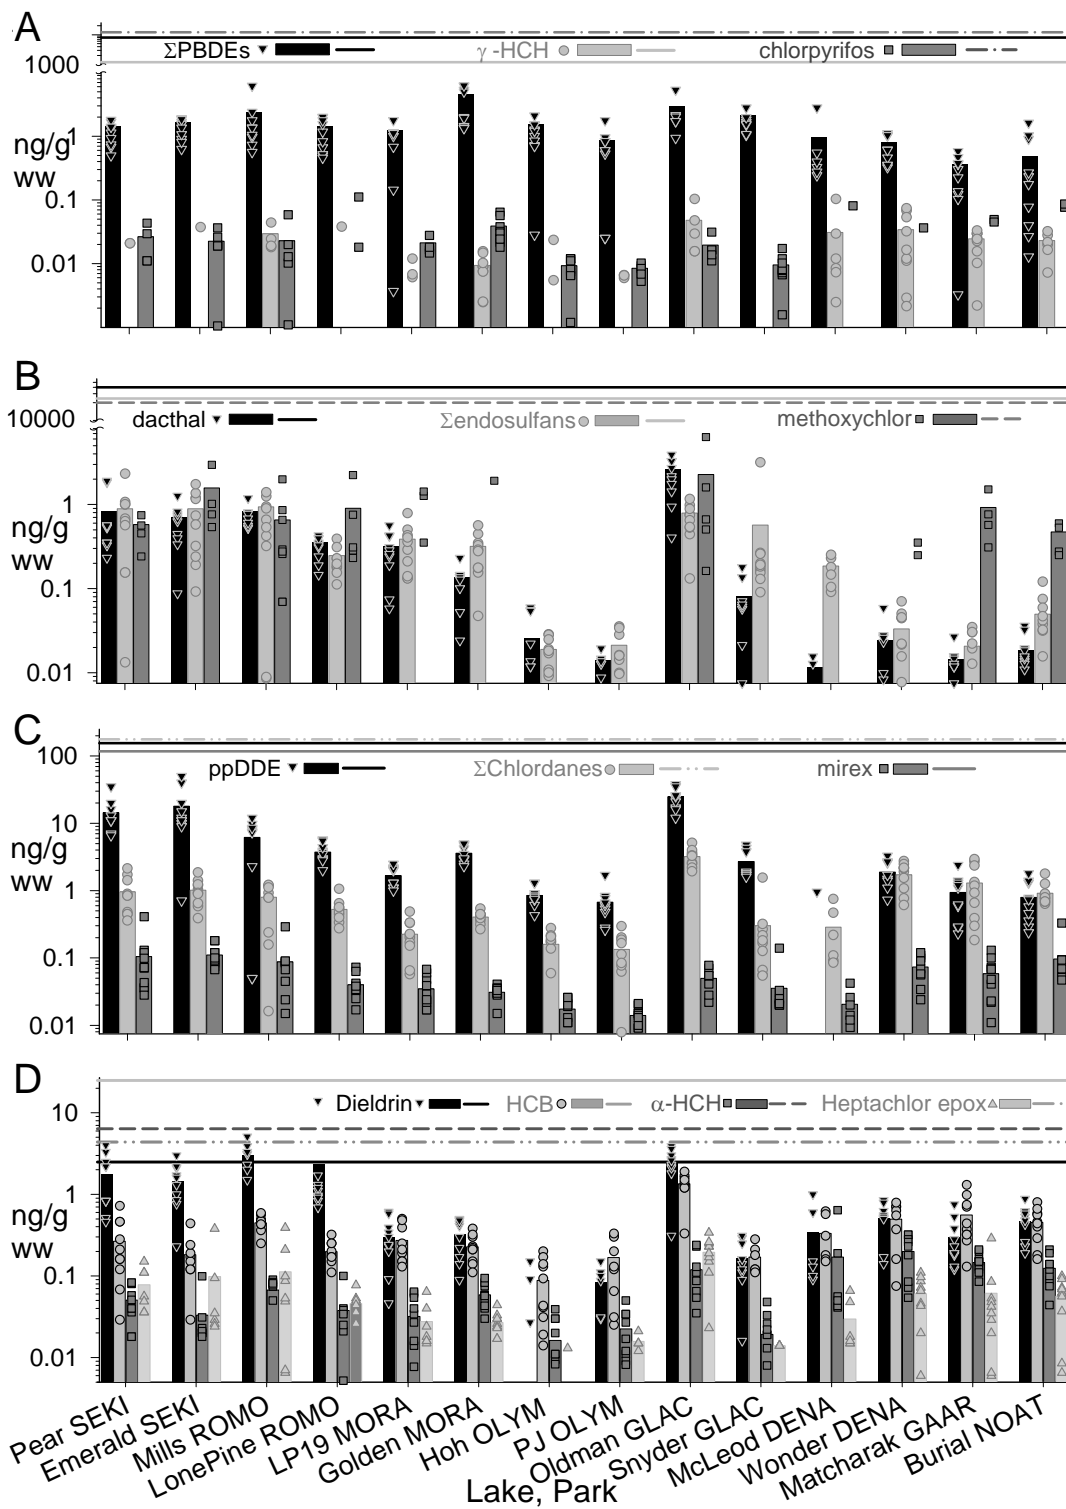 A
ΣPBDEs
γ -HCH
chlorpyrifos
1000
1
0.1
0.01
ng/g
ww
B
10000
dacthal
Σendosulfans
methoxychlor
1
0.1
0.01
ng/g
ww
C
100
10
1
0.1
0.01
ppDDE
ΣChlordanes
mirex
ng/g
ww
D
10
1
0.1
0.01
Dieldrin
HCB
α-HCH
Heptachlor epox
ng/g
ww
Pear SEKI
Emerald SEKI
Mills ROMO
LonePine ROMO
LP19 MORA
Golden MORA
Hoh OLYM
PJ OLYM
Oldman GLAC
Snyder GLAC
McLeod DENA
Wonder DENA
Matcharak GAAR
Burial NOAT
Lake, Park